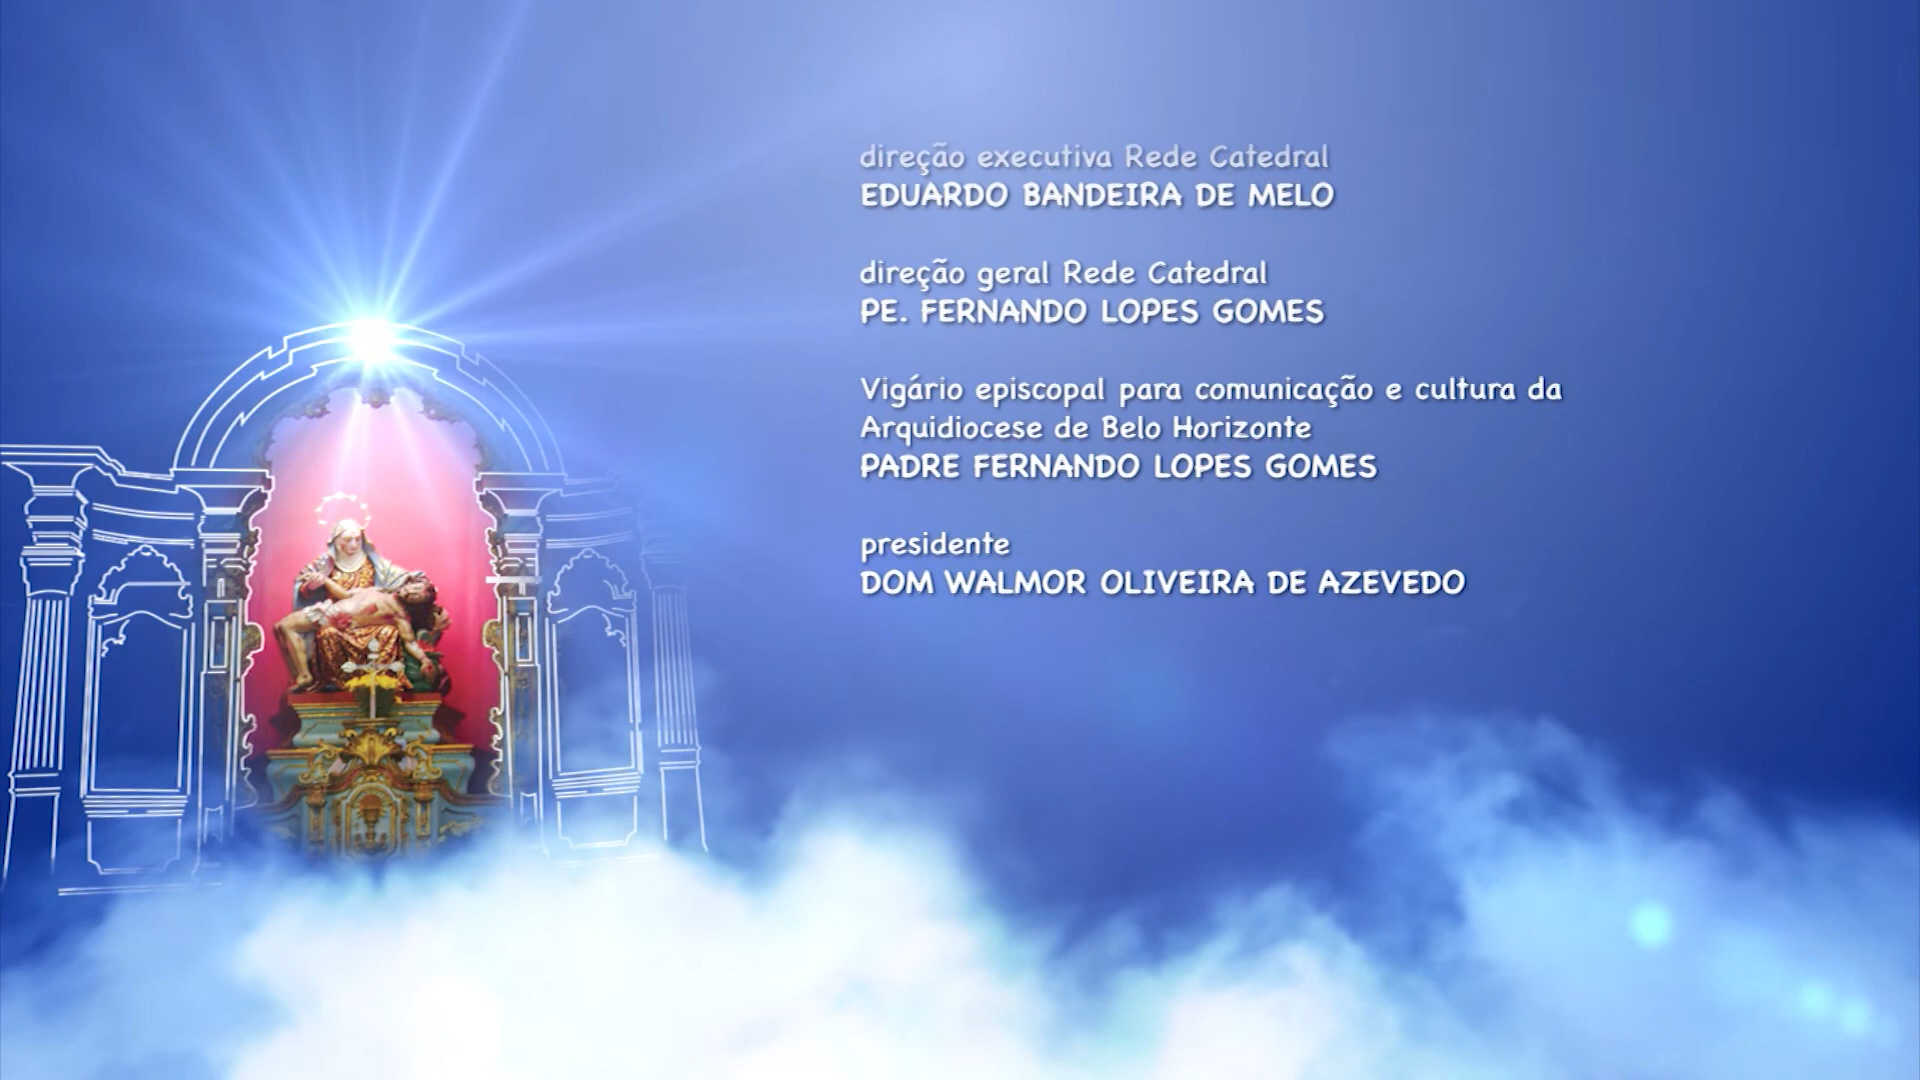 direção executiva Rede Catedral
EDUARDO BANDEIRA DE MELO
direção geral Rede Catedral
PE. FERNANDO LOPES GOMES
Vigário episcopal para comunicação e cultura da
Arquidiocese de Belo Horizonte
PADRE FERNANDO LOPES GOMES
presidente
DOM WALMOR OLIVEIRA DE AZEVEDO